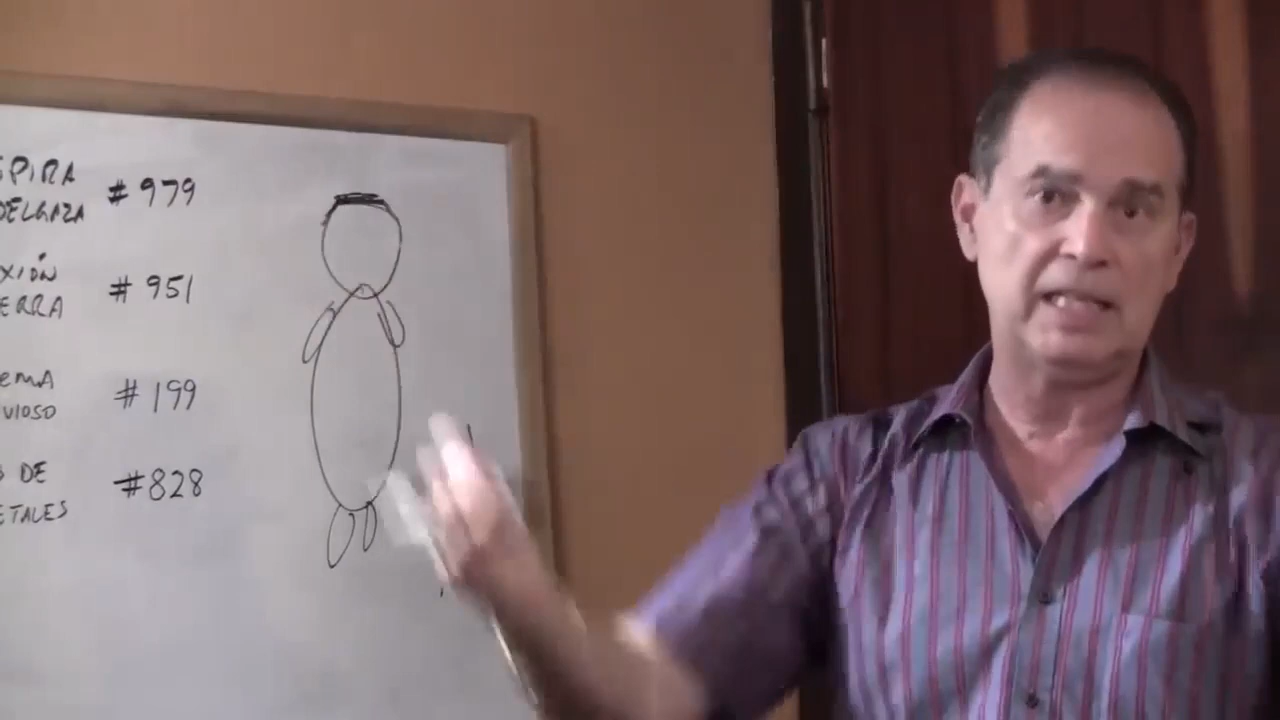 SPIRA
DELGAZA #979
XIÓN
ERRA #951
EMA
VIOSO #199
S DE
ETALES #828